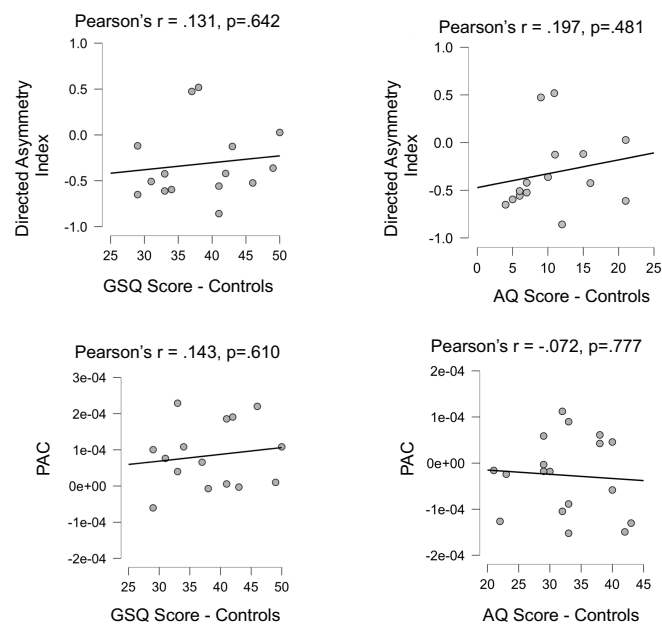 Pearson's r = .131, p=.642
1.0
0.5
0.0
-0.5
-1.0
Directed Asymmetry
Index
25 30 35 40 45 50
GSQ Score - Controls
Pearson's r = .197, p=.481
1.0
0.5
0.0
-0.5
-1.0
Directed Asymmetry
Index
0 5 10 15 20 25
AQ Score - Controls
Pearson's r = .143, p=.610
3e-04
2e-04
1e-04
0e+00
-1e-04
-2e-04
PAC
25 30 35 40 45 50
GSQ Score - Controls
Pearson's r = -.072, p=.777
2e-04
1e-04
0e+00
-1e-04
-2e-04
PAC
20 25 30 35 40 45
AQ Score - Controls